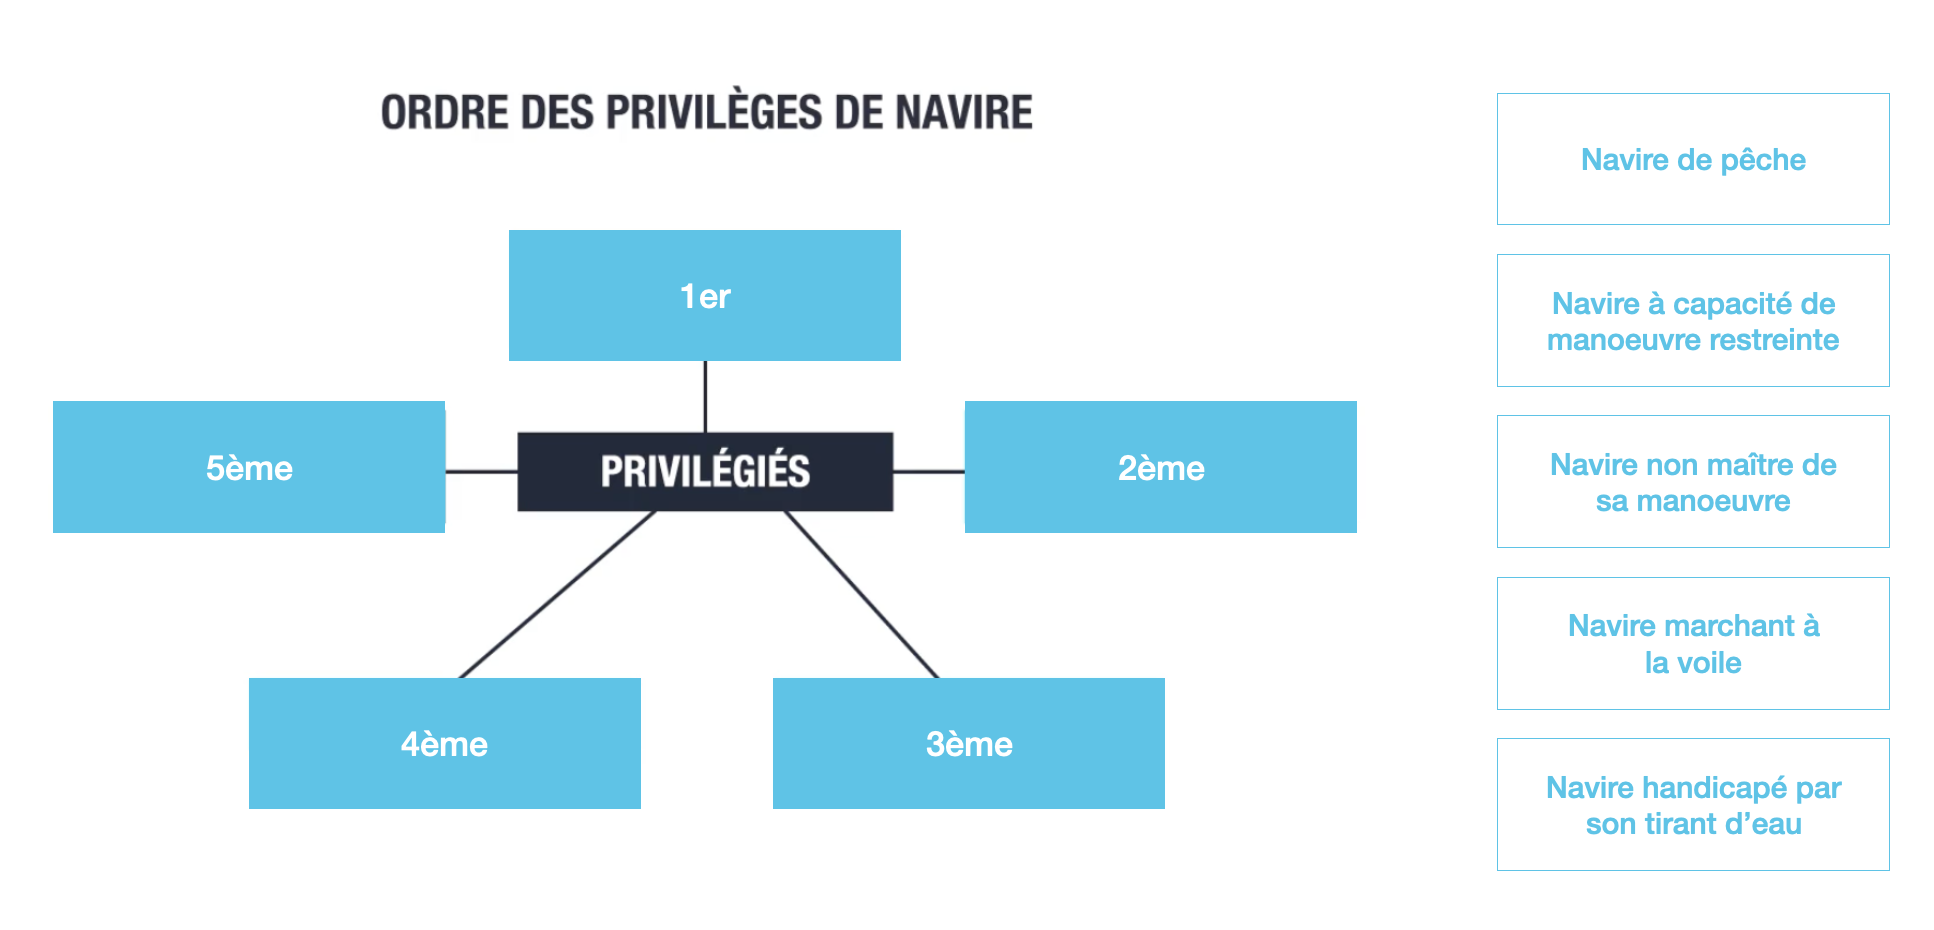 ORDRE DES PRIVILÈGES DE NAVIRE
1er
5ème
PRIVILÉGIÉS
2ème
4ème
3ème
Navire de pêche
Navire à capacité de
manoeuvre restreinte
Navire non maître de
sa manoeuvre
Navire marchant à
la voile
Navire handicapé par
son tirant d’eau